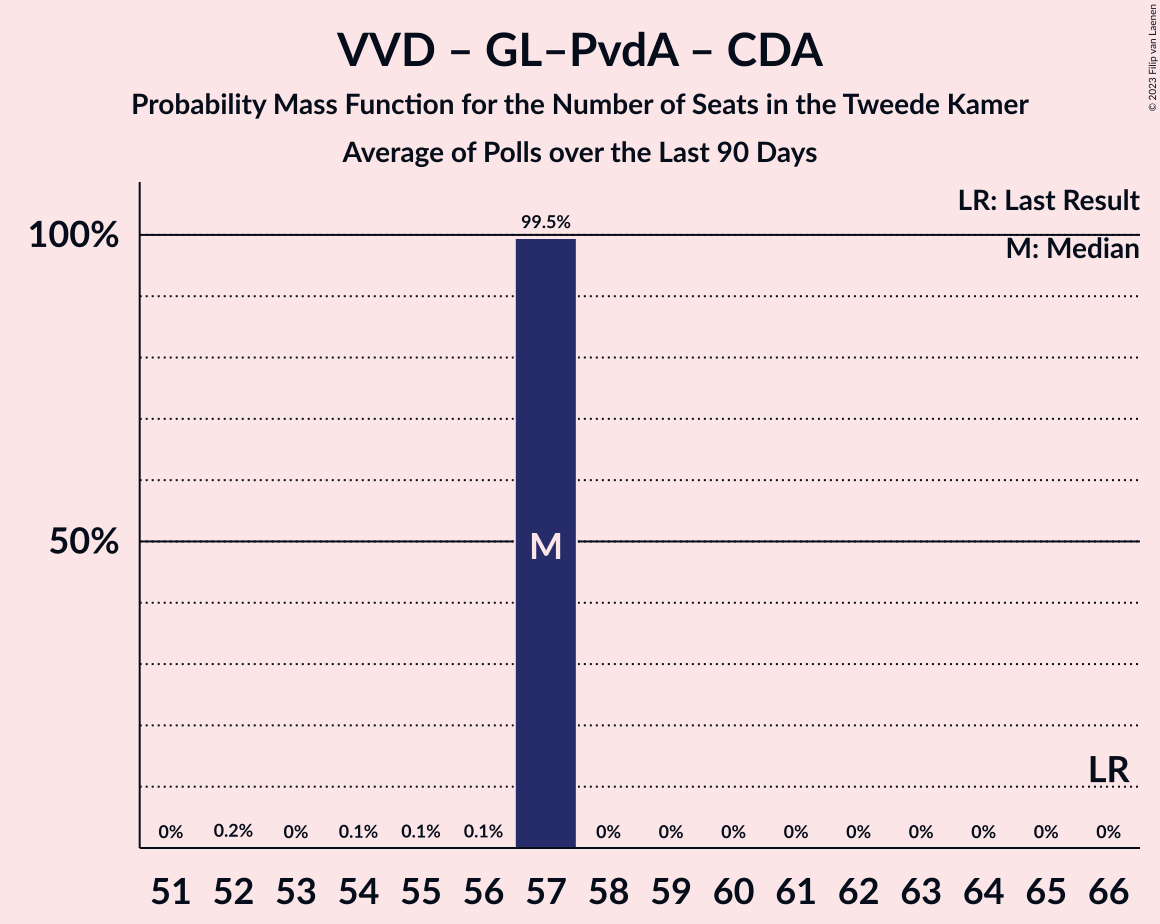 VVD – GL–PvdA – CDA
Probability Mass Function for the Number of Seats in the Tweede Kamer
Average of Polls over the Last 90 Days
© 2023 Filip van Laenen
LR: Last Result
M: Median
100%
50%
99.5%
M
LR
0% 0.2% 0% 0.1% 0.1% 0.1% 0% 0% 0% 0% 0% 0% 0% 0% 0%
51 52 53 54 55 56 57 58 59 60 61 62 63 64 65 66